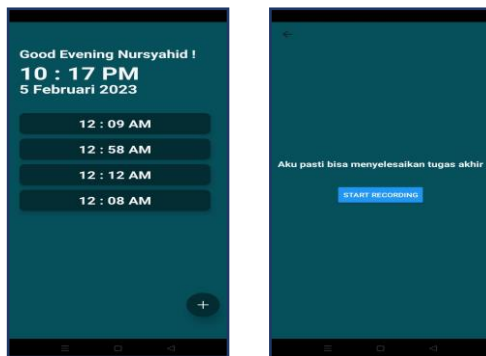 Good Evening Nursyahid !
10 : 17 PM
5 Februari 2023
12 : 09 AM
12 : 58 AM
12 : 12 AM
12 : 08 AM
+
Aku pasti bisa menyelesaikan tugas akhir
START RECORDING